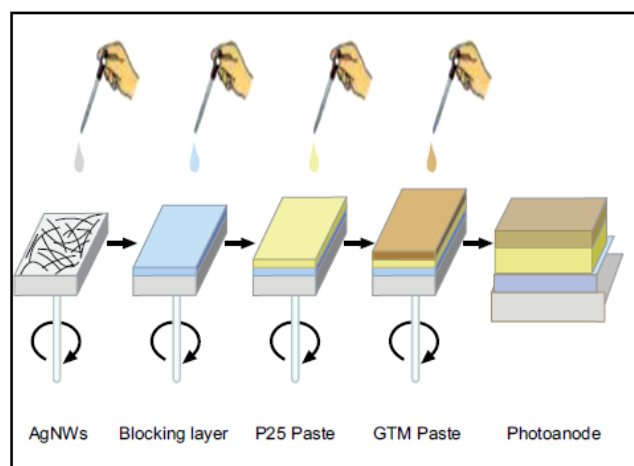 AgNWs
Blocking layer
P25 Paste
GTM Paste
Photoanode